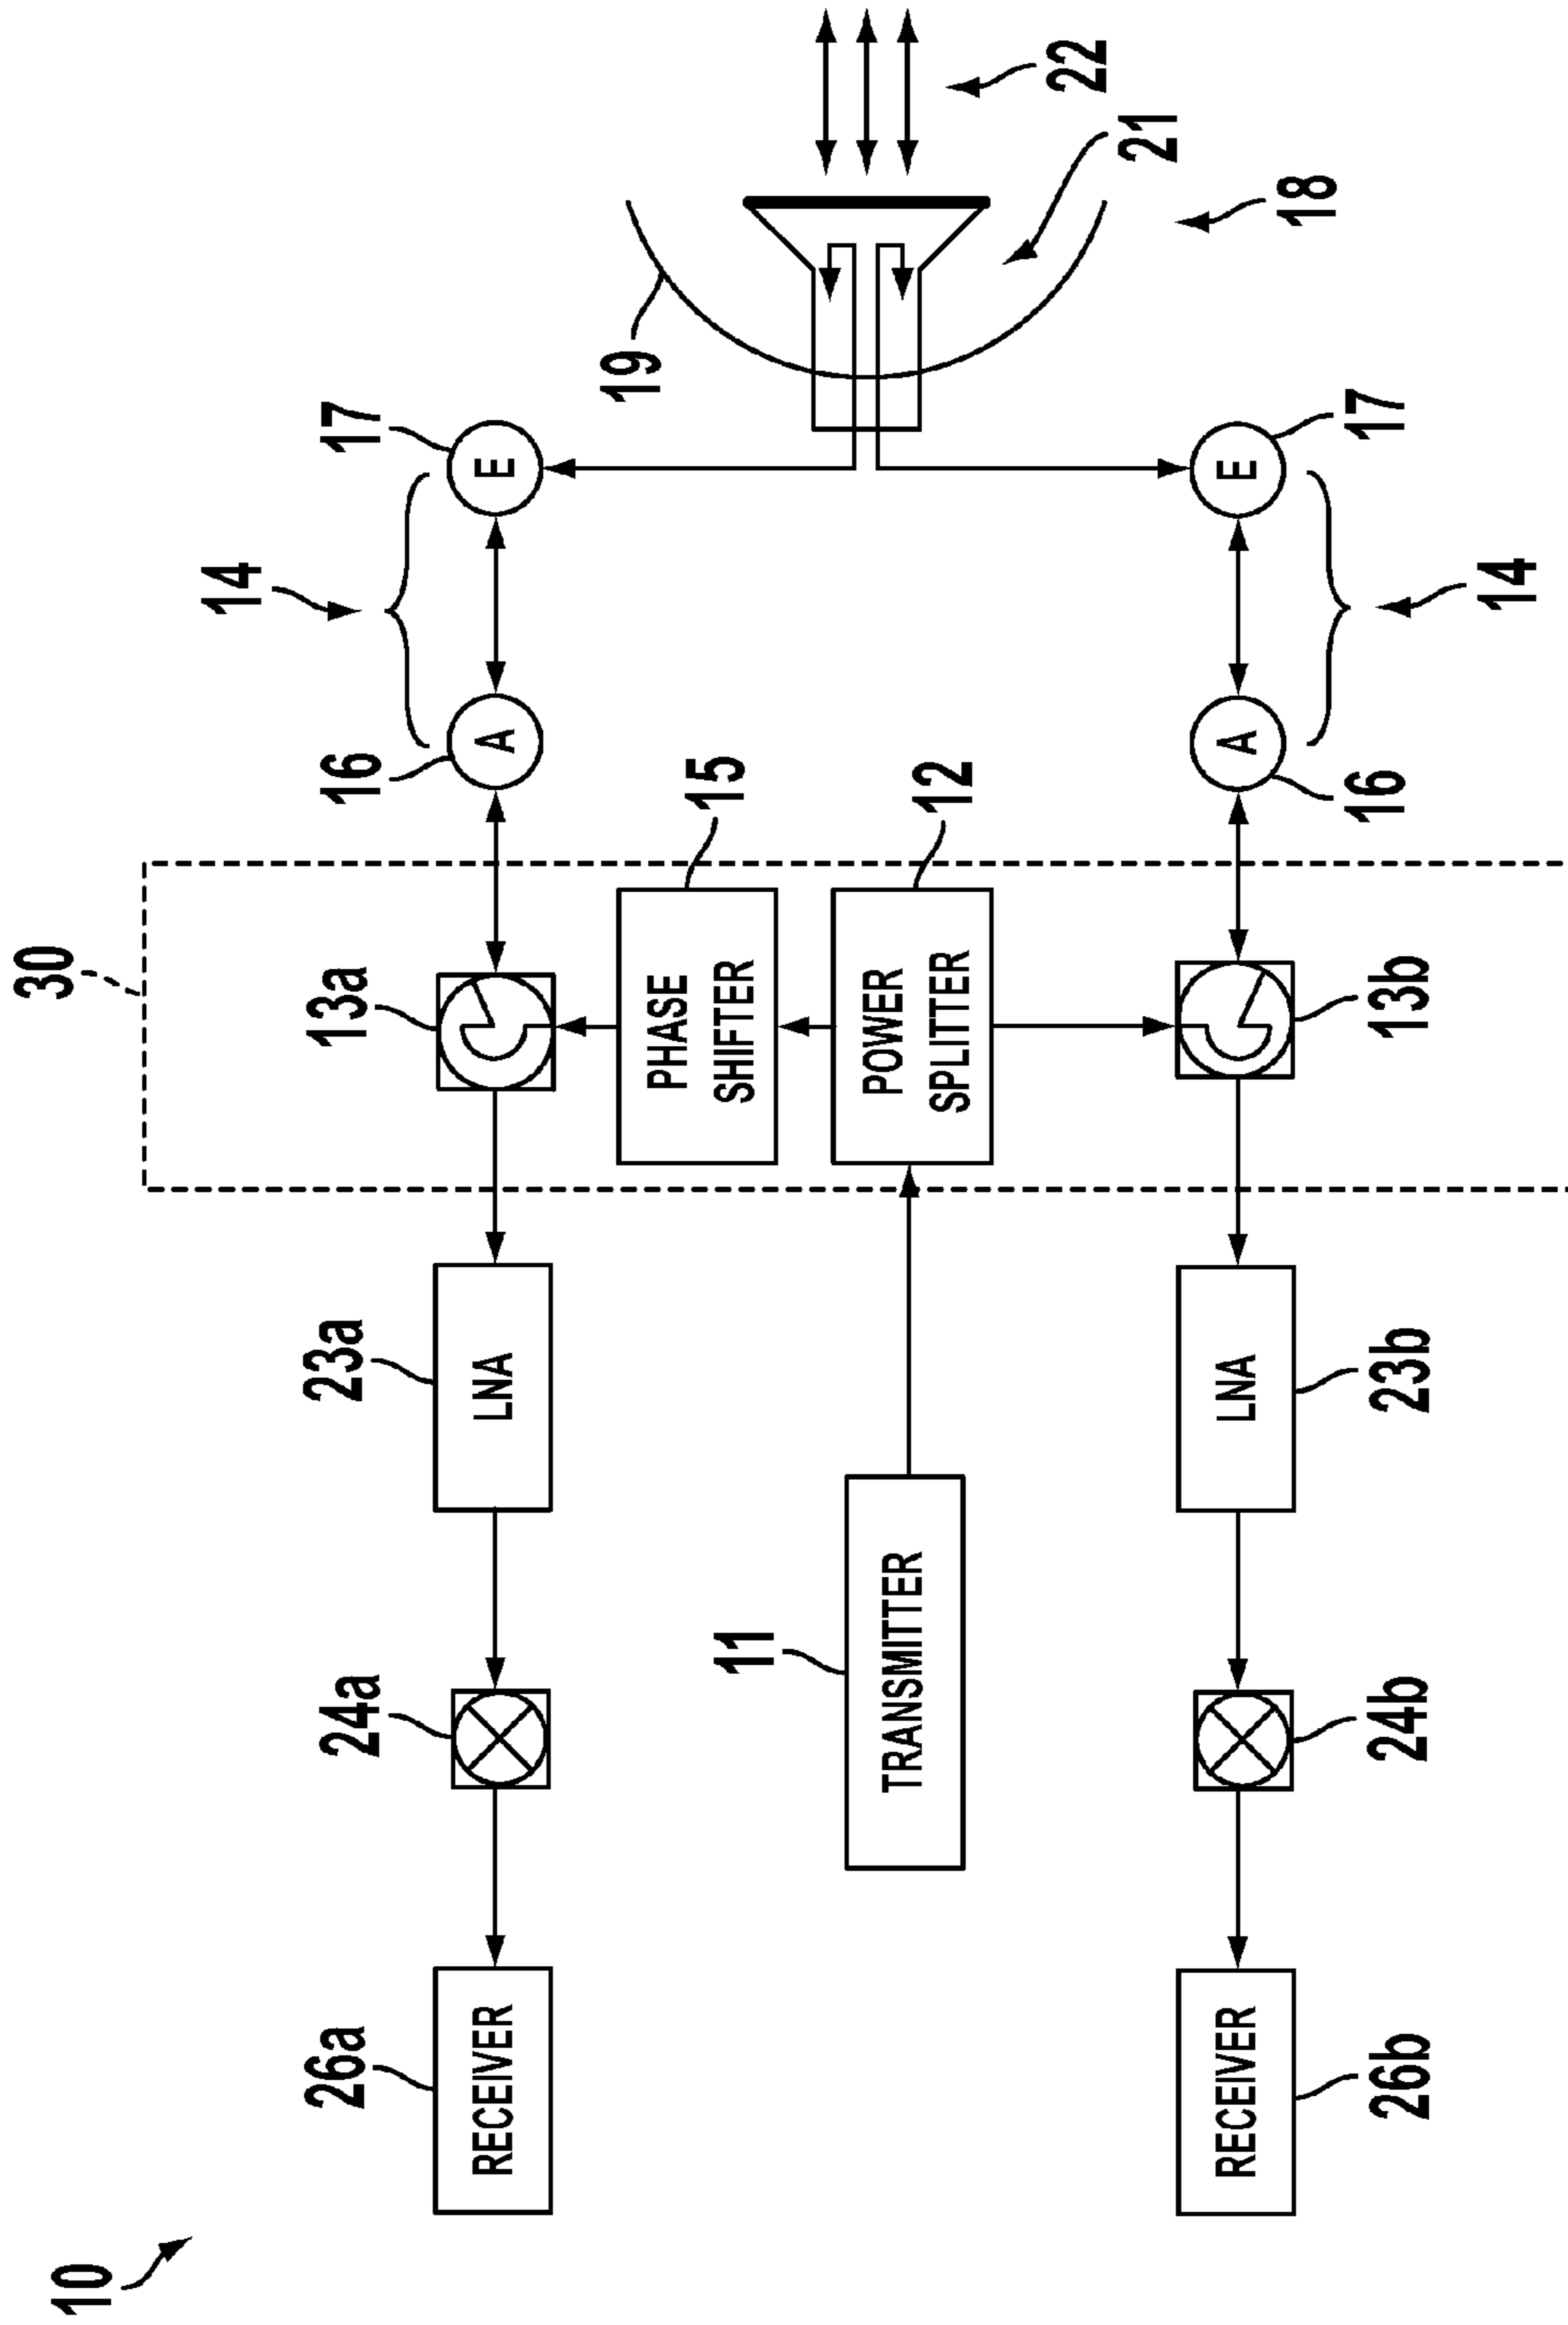 10
30
14
26a
24a
23a
13a
16
17
RECEIVER
LNA
A
E
19
15
PHASE
SHIFTER
11
TRANSMITTER
12
POWER
SPLITTER
22
21
18
RECEIVER
LNA
A
E
26b
24b
23b
13b
16
17
14